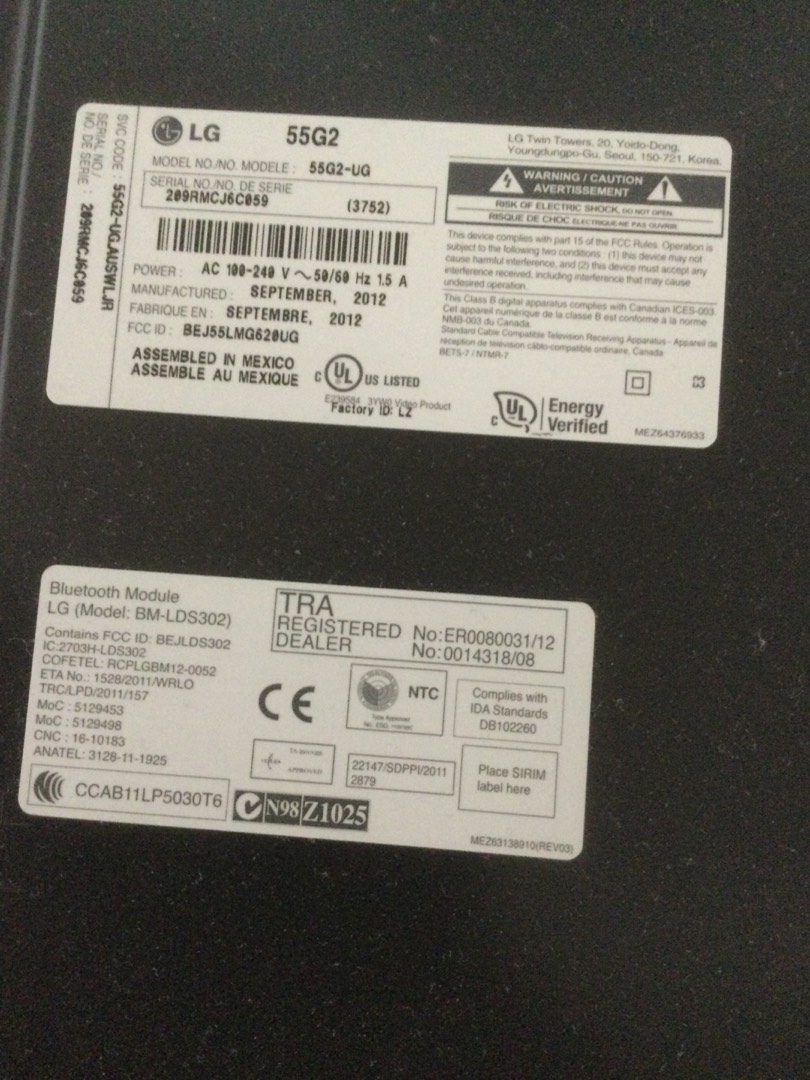 SVC CODE : 55G2-UG.AUSWLJR
SERIAL NO./
NO. DE SERIE : 209RMCJ6C059
LG 55G2
MODEL NO./NO. MODELE : 55G2-UG
SERIAL NO./NO. DE SERIE
209RMCJ6C059 (3752)
POWER : AC 100-240 V ~ 50/60 Hz 1.5 A
MANUFACTURED : SEPTEMBER, 2012
FABRIQUE EN : SEPTEMBRE, 2012
FCC ID : BEJ55LMG620UG
ASSEMBLED IN MEXICO
ASSEMBLE AU MEXIQUE
C UL US LISTED
E239584 3YW0 Video Product
Factory ID: LZ
LG Twin Towers, 20, Yoido-Dong,
Youngdungpo-Gu, Seoul, 150-721, Korea.
WARNING / CAUTION
AVERTISSEMENT
RISK OF ELECTRIC SHOCK, DO NOT OPEN.
RISQUE DE CHOC ELECTRIQUE-NE PAS OUVRIR.
This device complies with part 15 of the FCC Rules. Operation is
subject to the following two conditions : (1) this device may not
cause harmful interference, and (2) this device must accept any
interference received, including interference that may cause
undesired operation.
This Class B digital apparatus complies with Canadian ICES-003.
Cet appareil numérique de la classe B est conforme à la norme
NMB-003 du Canada.
Standard Cable Compatible Television Receiving Apparatus - Appareil de
réception de télévision câblo-compatible ordinaire, Canada
BETS-7 / NTMR-7
C UL Energy
Verified
MEZ64376933
Bluetooth Module
LG (Model: BM-LDS302)
Contains FCC ID: BEJLDS302
IC:2703H-LDS302
COFETEL: RCPLGBM12-0052
ETA No.: 1528/2011/WRLO
TRC/LPD/2011/157
MoC : 5129453
MoC : 5129498
CNC : 16-10183
ANATEL: 3128-11-1925
CCAB11LP5030T6
TRA
REGISTERED No:ER0080031/12
DEALER No:0014318/08
CE
NTC
Type Approved
Complies with
IDA Standards
DB102260
APPROVED
22147/SDPPI/2011
2879
Place SIRIM
label here
N98 Z1025
MEZ63138910(REV03)